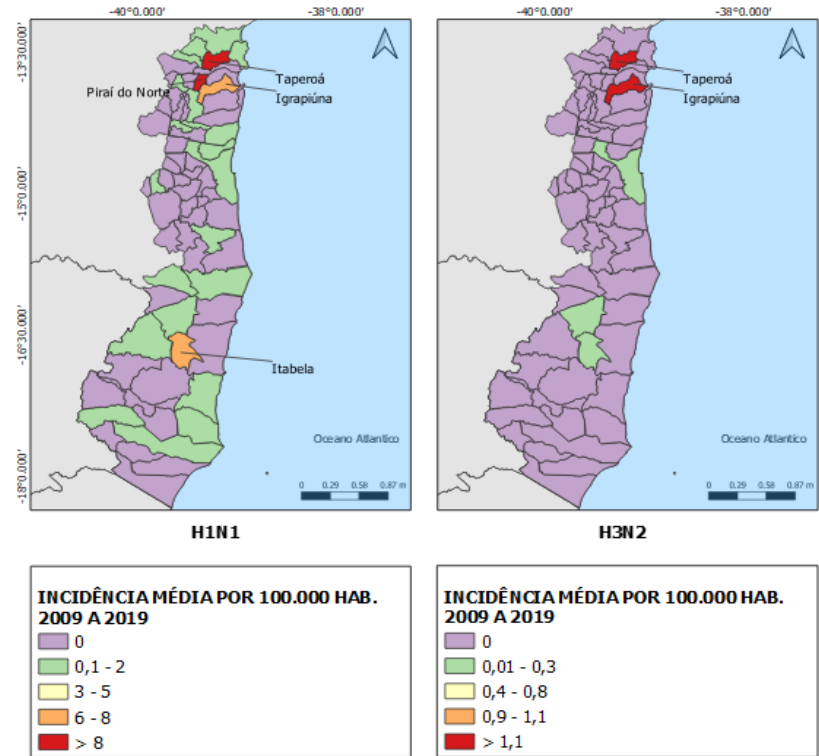 -40°0.000' -38°0.000'
-13°30.000'
-15°0.000'
-16°30.000'
-18°0.000'
Taperoá
Piraí do Norte
Igrapiúna
Itabela
Oceano Atlantico
0 0.29 0.58 0.87 m
H1N1
-40°0.000' -38°0.000'
Taperoá
Igrapiúna
Oceano Atlantico
0 0.29 0.58 0.87 m
H3N2
INCIDÊNCIA MÉDIA POR 100.000 HAB.
2009 A 2019
0
0,1 - 2
3 - 5
6 - 8
> 8
INCIDÊNCIA MÉDIA POR 100.000 HAB.
2009 A 2019
0
0,01 - 0,3
0,4 - 0,8
0,9 - 1,1
> 1,1